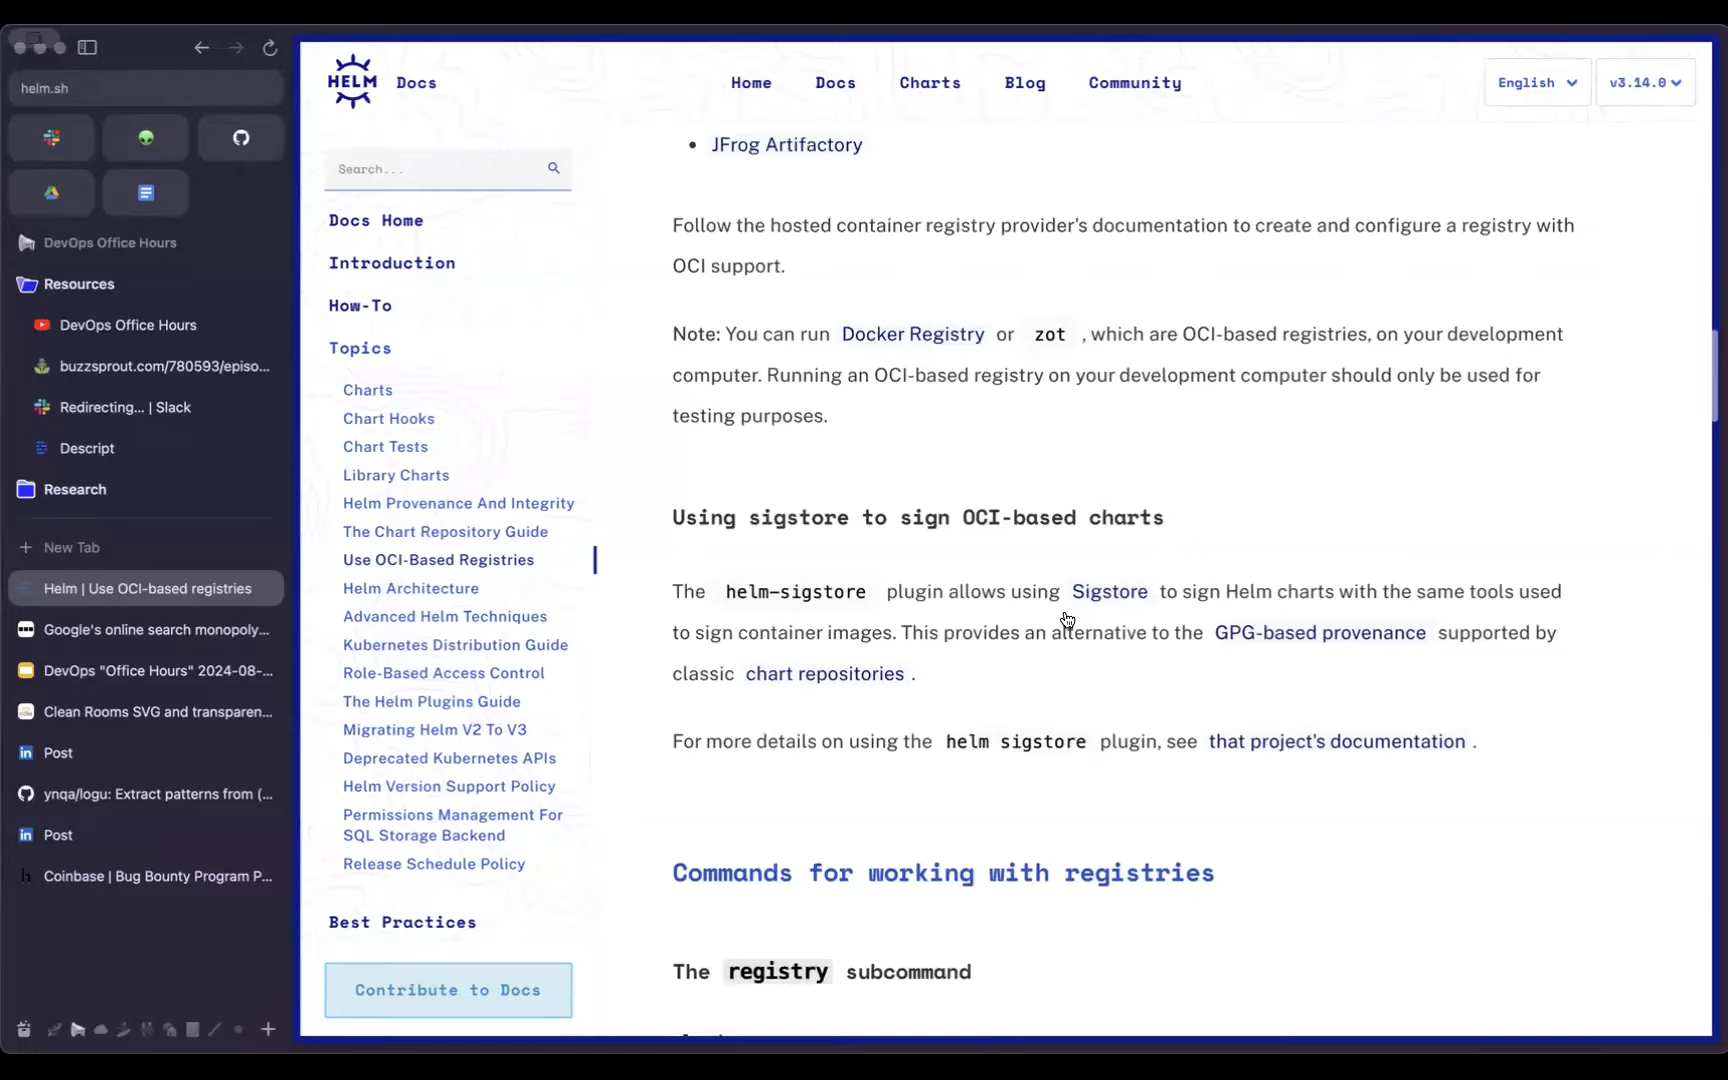 helm.sh
DevOps Office Hours
Resources
DevOps Office Hours
buzzsprout.com/780593/episo...
Redirecting... | Slack
Descript
Research
New Tab
Helm | Use OCI-based registries
Google's online search monopoly...
DevOps "Office Hours" 2024-08-...
Clean Rooms SVG and transparen...
Post
ynqa/logu: Extract patterns from (...
Post
Coinbase | Bug Bounty Program P...
HELM
Docs
Home
Docs
Charts
Blog
Community
English
v3.14.0
Search...
Docs Home
Introduction
How-To
Topics
Charts
Chart Hooks
Chart Tests
Library Charts
Helm Provenance And Integrity
The Chart Repository Guide
Use OCI-Based Registries
Helm Architecture
Advanced Helm Techniques
Kubernetes Distribution Guide
Role-Based Access Control
The Helm Plugins Guide
Migrating Helm V2 To V3
Deprecated Kubernetes APIs
Helm Version Support Policy
Permissions Management For
SQL Storage Backend
Release Schedule Policy
Best Practices
Contribute to Docs
JFrog Artifactory
Follow the hosted container registry provider's documentation to create and configure a registry with
OCI support.
Note: You can run Docker Registry or zot , which are OCI-based registries, on your development
computer. Running an OCI-based registry on your development computer should only be used for
testing purposes.
Using sigstore to sign OCI-based charts
The helm-sigstore plugin allows using Sigstore to sign Helm charts with the same tools used
to sign container images. This provides an alternative to the GPG-based provenance supported by
classic chart repositories .
For more details on using the helm sigstore plugin, see that project's documentation .
Commands for working with registries
The registry subcommand